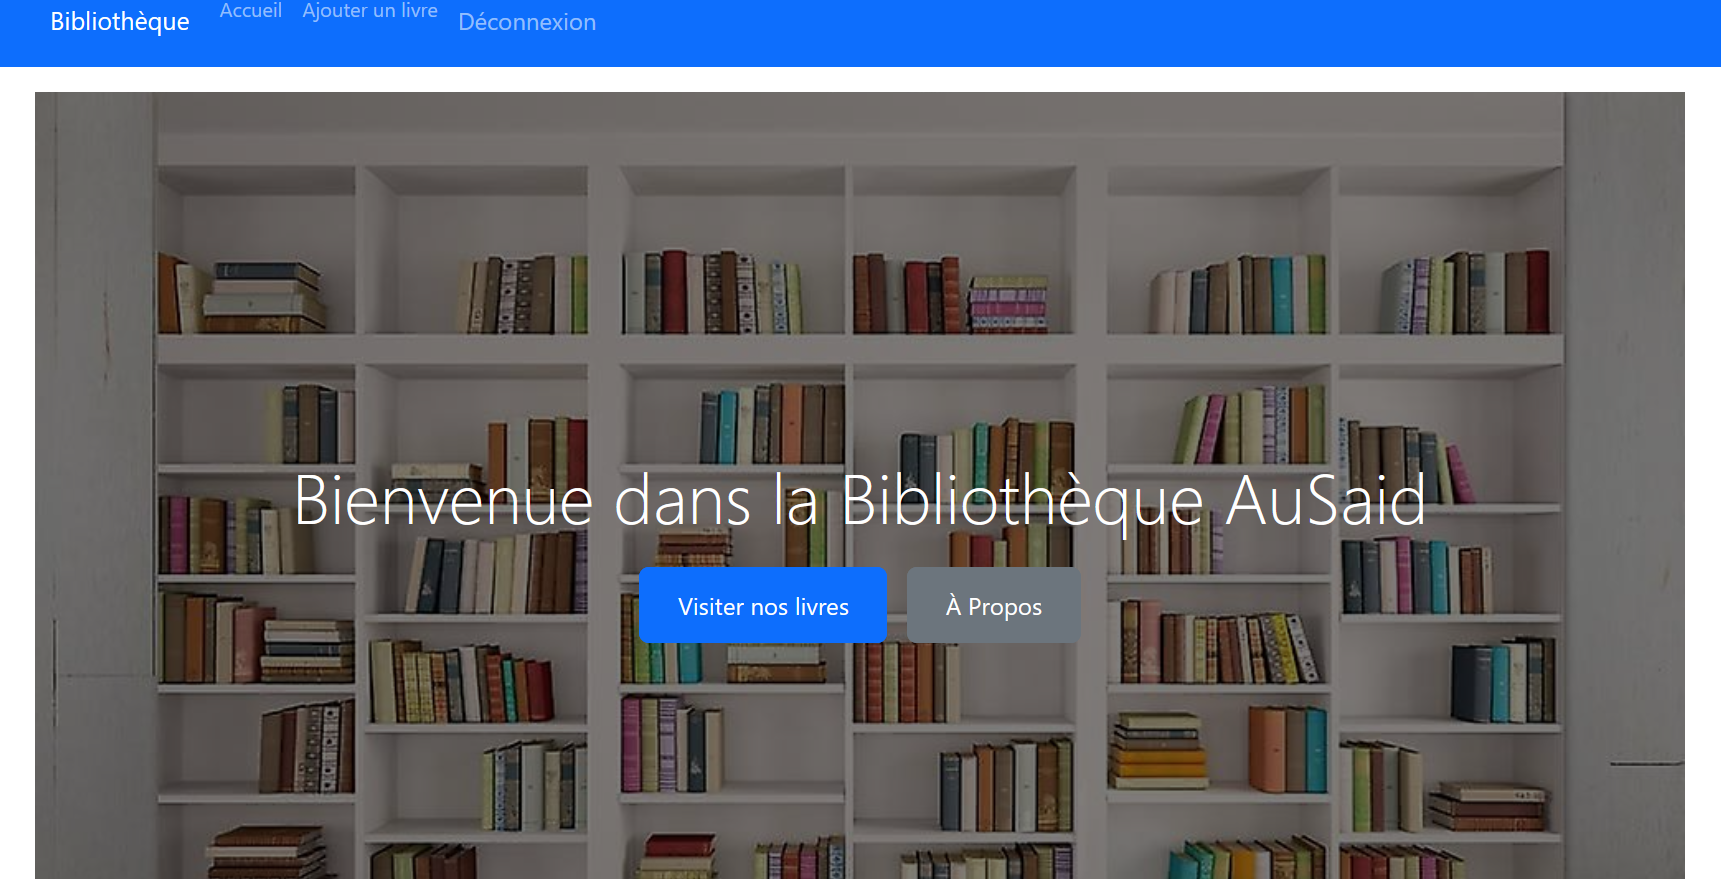 Bibliothèque Accueil Ajouter un livre Déconnexion
Bienvenue dans la Bibliothèque AuSaid
Visiter nos livres À Propos